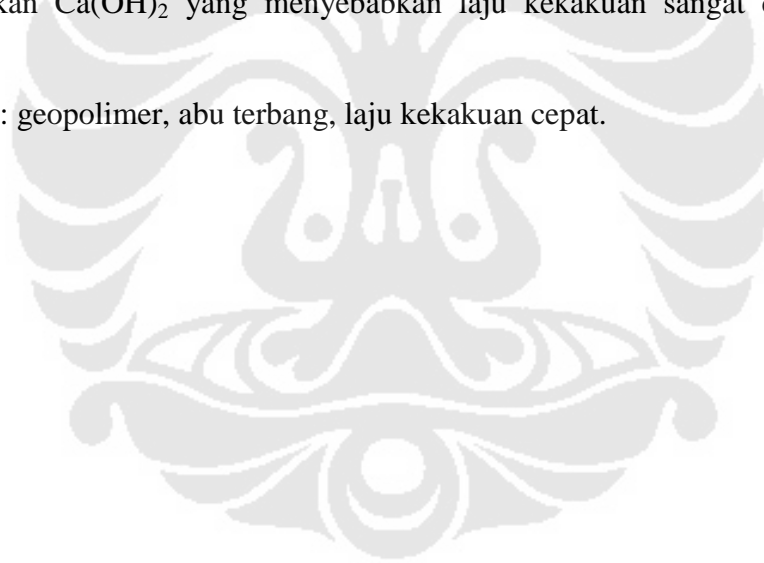 kan Ca(OH)₂ yang menyebabkan laju kekakuan sangat
: geopolimer, abu terbang, laju kekakuan cepat.